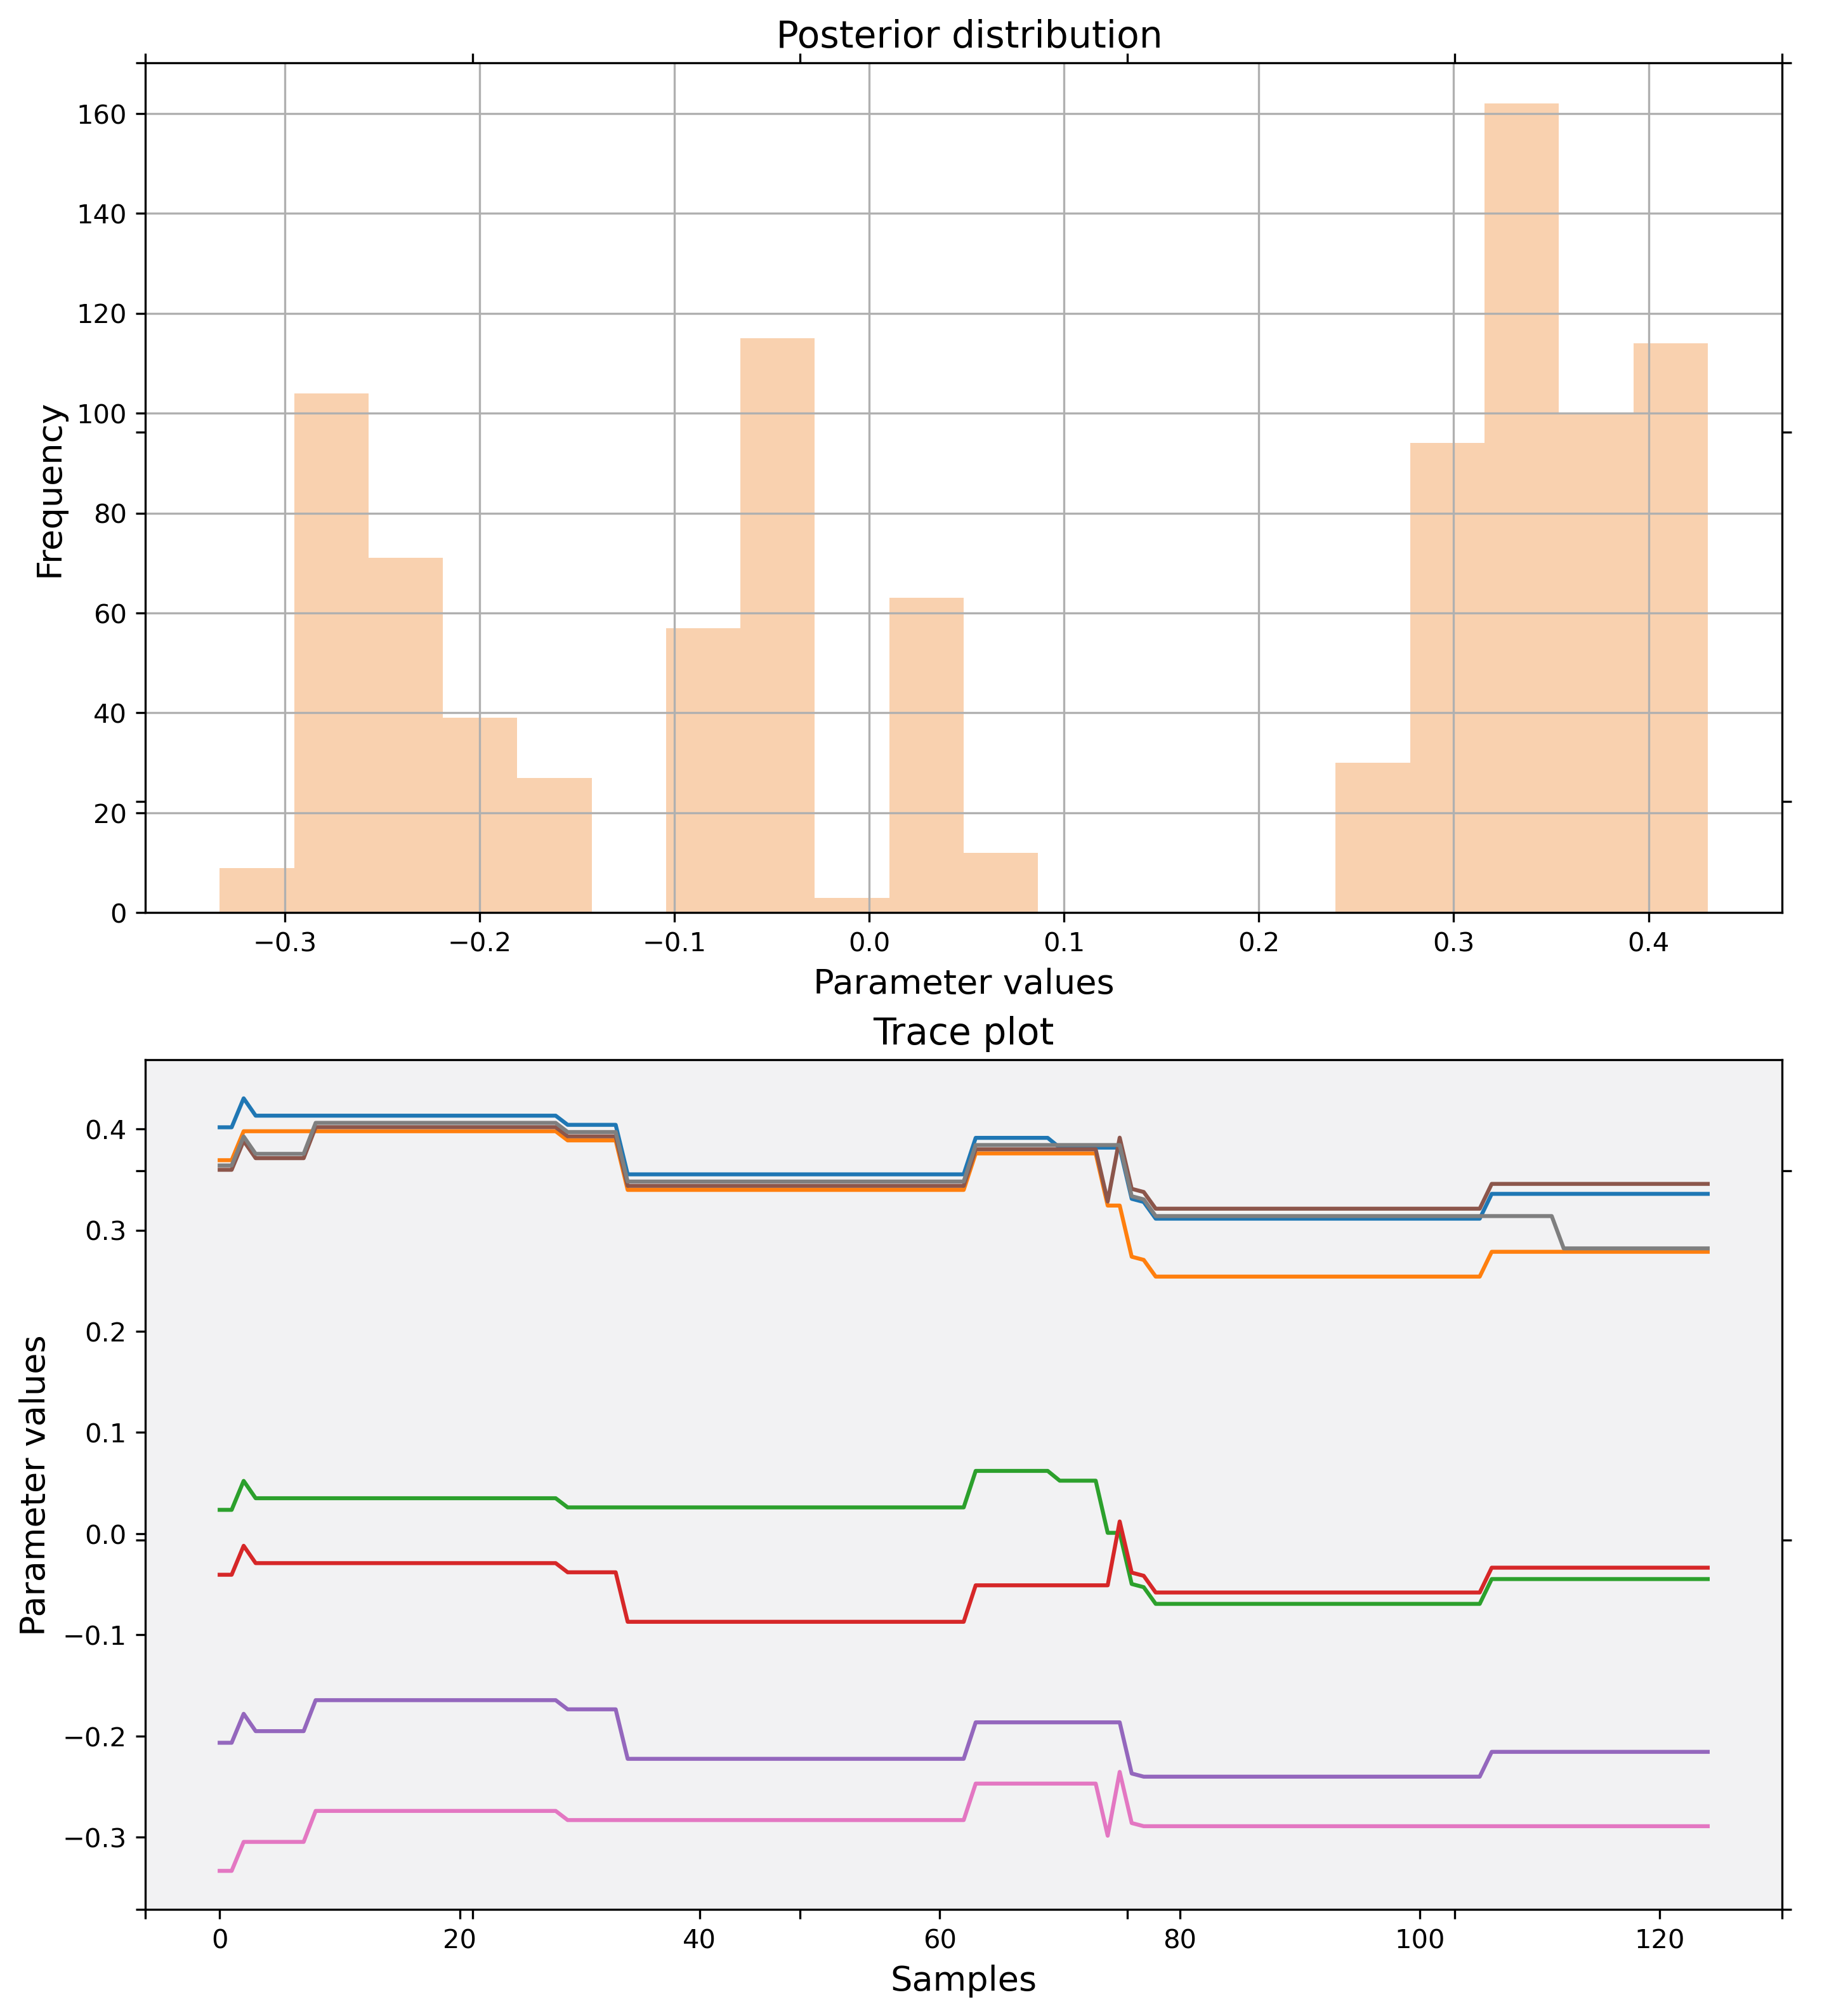 Posterior distribution
160
140
120
100
80
60
40
20
0
Frequency
−0.3 −0.2 −0.1 0.0 0.1 0.2 0.3 0.4
Parameter values
Trace plot
0.4
0.3
0.2
0.1
0.0
−0.1
−0.2
−0.3
Parameter values
0 20 40 60 80 100 120
Samples